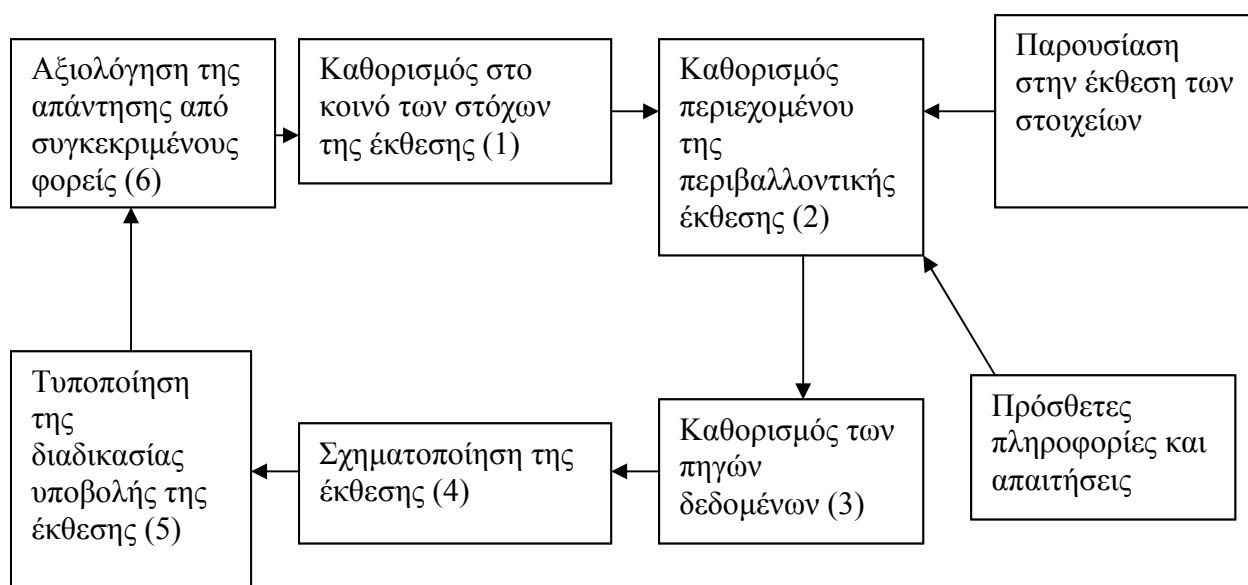 Αξιολόγηση της
απάντησης από
συγκεκριμένους
φορείς (6)
Καθορισμός στο
κοινό των στόχων
της έκθεσης (1)
Καθορισμός
περιεχομένου
της
περιβαλλοντικής
έκθεσης (2)
Παρουσίαση
στην έκθεση των
στοιχείων
Τυποποίηση
της
διαδικασίας
υποβολής της
έκθεσης (5)
Σχηματοποίηση της
έκθεσης (4)
Καθορισμός των
πηγών
δεδομένων (3)
Πρόσθετες
πληροφορίες και
απαιτήσεις